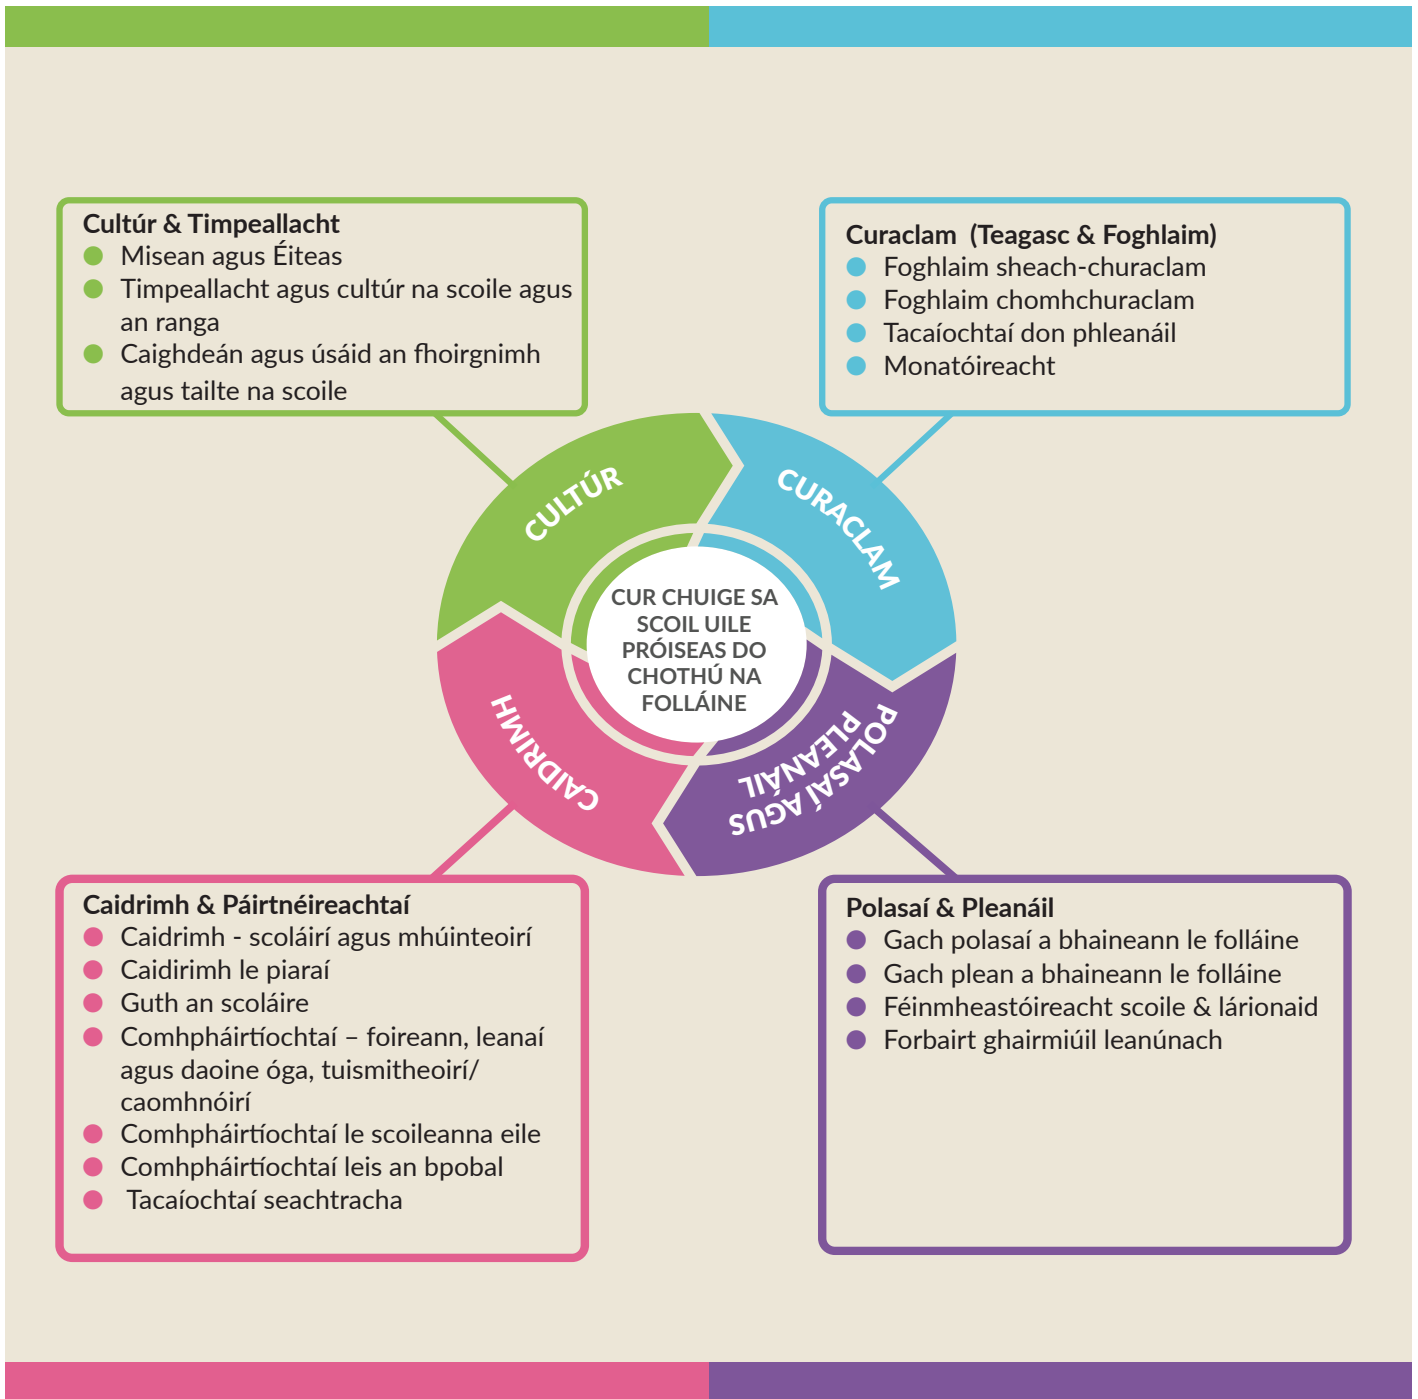 Cultúr & Timpeallacht
Misean agus Éiteas
Timpeallacht agus cultúr na scoile agus
an ranga
Caighdeán agus úsáid an fhoirgnimh
agus tailte na scoile
Curaclam (Teagasc & Foghlaim)
Foghlaim sheach-churaclam
Foghlaim chomhchuraclam
Tacaíochtaí don phleanáil
Monatóireacht
CULTÚR
CURACLAM
CUR CHUIGE SA
SCOIL UILE
PRÓISEAS DO
CHOTHÚ NA
FOLLÁINE
CAIDRIMH
POLASAÍ AGUS
PLEANÁIL
Caidrimh & Páirtnéireachtaí
Caidrimh - scoláirí agus mhúinteoirí
Caidirimh le piaraí
Guth an scoláire
Comhpháirtíochtaí – foireann, leanaí
agus daoine óga, tuismitheoirí/
caomhnóirí
Comhpháirtíochtaí le scoileanna eile
Comhpháirtíochtaí leis an bpobal
Tacaíochtaí seachtracha
Polasaí & Pleanáil
Gach polasaí a bhaineann le folláine
Gach plean a bhaineann le folláine
Féinmheastóireacht scoile & lárionaid
Forbairt ghairmiúil leanúnach